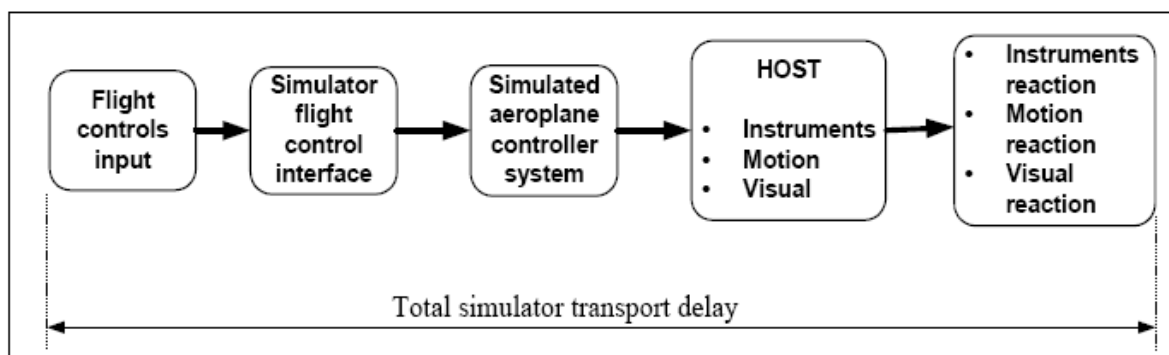 Flight
controls
input
Simulator
flight
control
interface
Simulated
aeroplane
controller
system
HOST
• Instruments
• Motion
• Visual
• Instruments
reaction
• Motion
reaction
• Visual
reaction
Total simulator transport delay